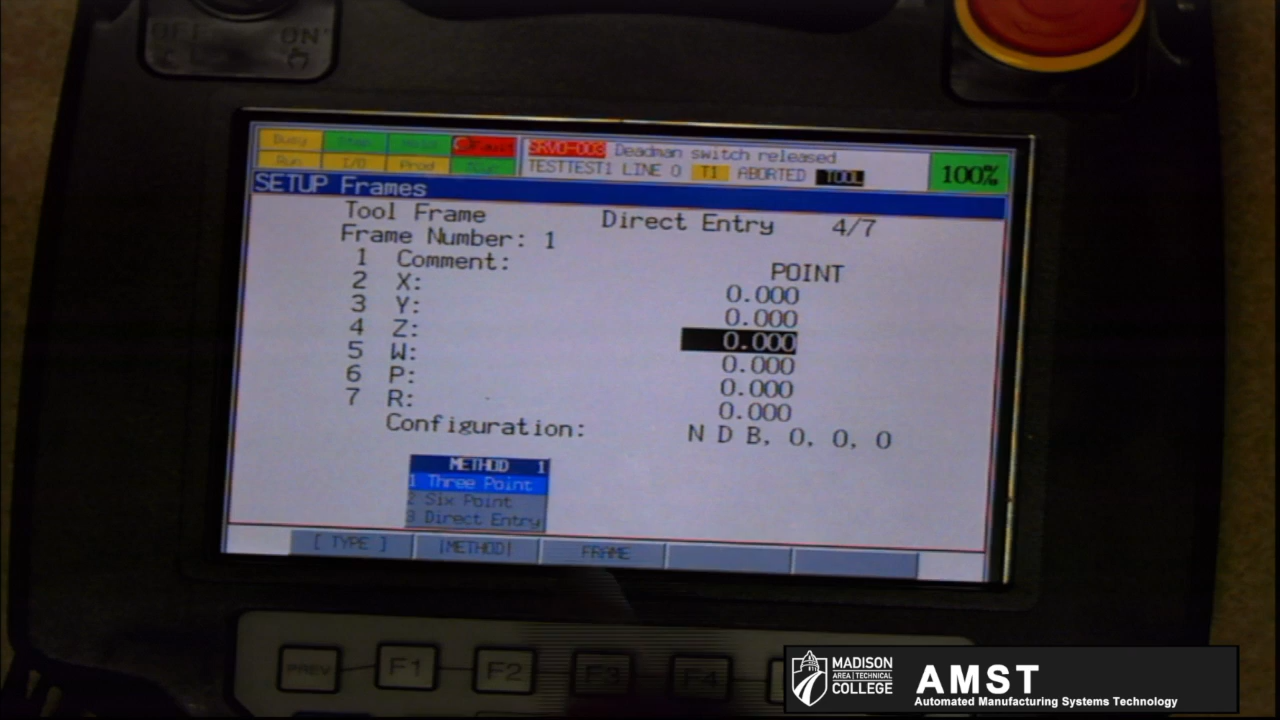 OFF ON
Busy Step Hold Fault
Run I/O Prod
SRVO-003 Deadman switch released
TESTTEST1 LINE 0 T1 ABORTED TOOL
100%
SETUP Frames
Tool Frame Direct Entry 4/7
Frame Number: 1
1 Comment:
POINT
2 X: 0.000
3 Y: 0.000
4 Z: 0.000
5 W: 0.000
6 P: 0.000
7 R: 0.000
Configuration: N D B, 0, 0, 0
METHOD 1
1 Three Point
2 Six Point
3 Direct Entry
[ TYPE ] [METHOD] FRAME
PREV F1 F2 F3 F4
MADISON
AREA TECHNICAL
COLLEGE
AMST
Automated Manufacturing Systems Technology